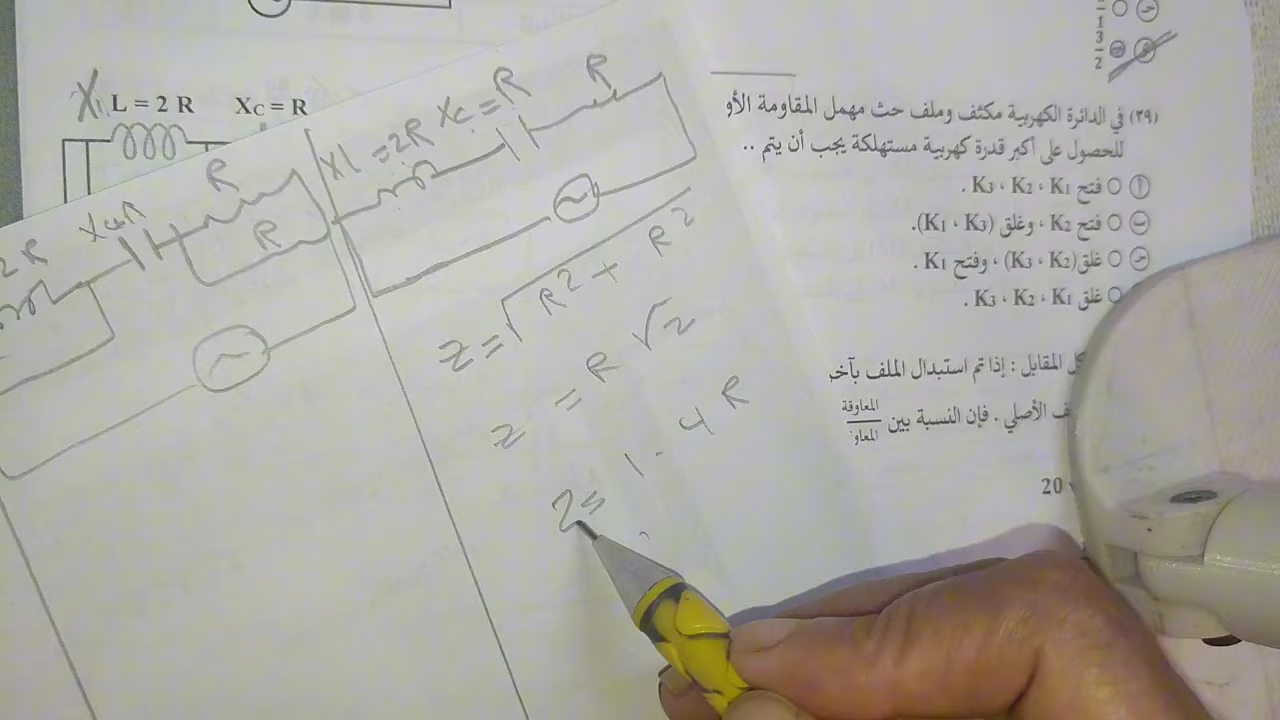 L = 2 R
XC = R
Xl = 2R
Xc = R
R
R
Xc=R
2R
R
Z = √R² + R²
Z = R √2
Z = 1.4 R
3
2
(٣٩) في الدائرة الكهربية مكثف وملف حث مهمل المقاومة الأو
للحصول على أكبر قدرة كهربية مستهلكة يجب أن يتم ..
أ فتح K1 ، K2 ، K3 .
ب فتح K2 ، وغلق (K1 ، K3).
جـ غلق(K2 ، K3) ، وفتح K1 .
غلق K1 ، K2 ، K3 .
ل المقابل : إذا تم استبدال الملف بآخر
ف الأصلي . فإن النسبة بين المعاوقة
المعاو
20